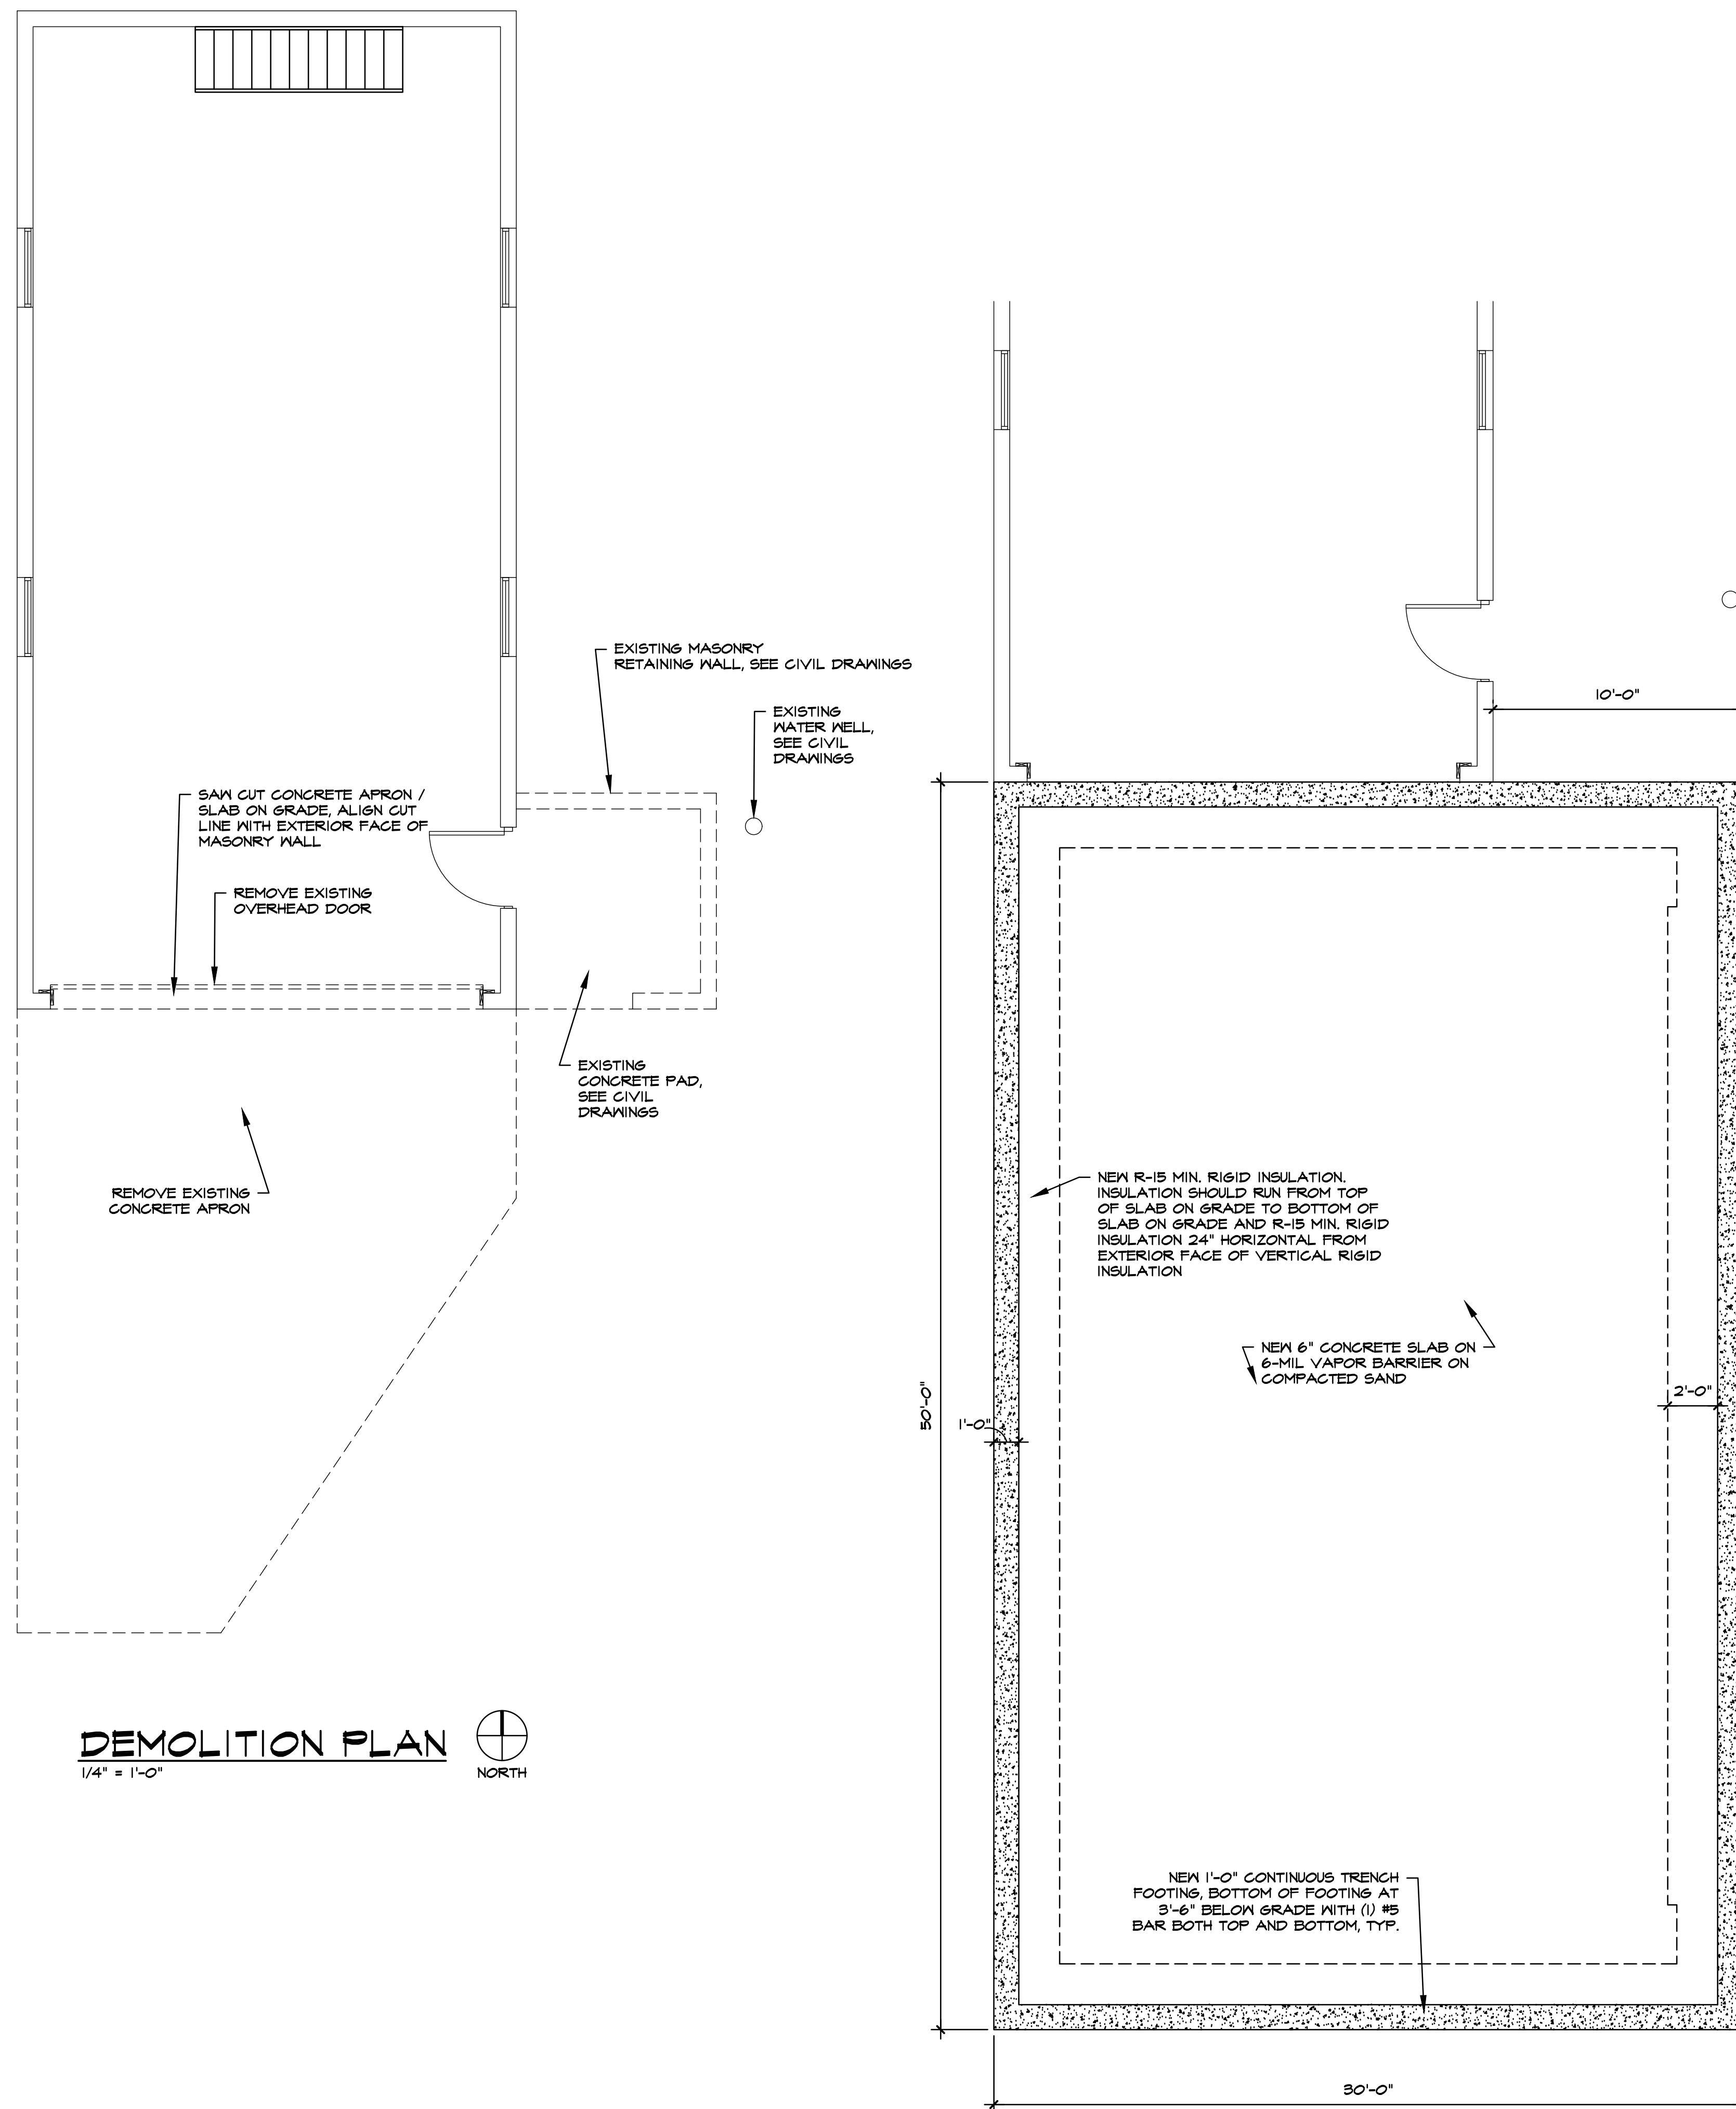 EXISTING MASONRY
RETAINING WALL, SEE CIVIL DRAWINGS
EXISTING
WATER WELL,
SEE CIVIL
DRAWINGS
SAW CUT CONCRETE APRON /
SLAB ON GRADE, ALIGN CUT
LINE WITH EXTERIOR FACE OF
MASONRY WALL
REMOVE EXISTING
OVERHEAD DOOR
EXISTING
CONCRETE PAD,
SEE CIVIL
DRAWINGS
REMOVE EXISTING
CONCRETE APRON
DEMOLITION PLAN
1/4" = 1'-0"
NORTH
10'-0"
NEW R-15 MIN. RIGID INSULATION.
INSULATION SHOULD RUN FROM TOP
OF SLAB ON GRADE TO BOTTOM OF
SLAB ON GRADE AND R-15 MIN. RIGID
INSULATION 24" HORIZONTAL FROM
EXTERIOR FACE OF VERTICAL RIGID
INSULATION
NEW 6" CONCRETE SLAB ON
6-MIL VAPOR BARRIER ON
COMPACTED SAND
50'-0"
1'-0"
2'-0"
NEW 1'-0" CONTINUOUS TRENCH
FOOTING, BOTTOM OF FOOTING AT
3'-6" BELOW GRADE WITH (1) #5
BAR BOTH TOP AND BOTTOM, TYP.
30'-0"